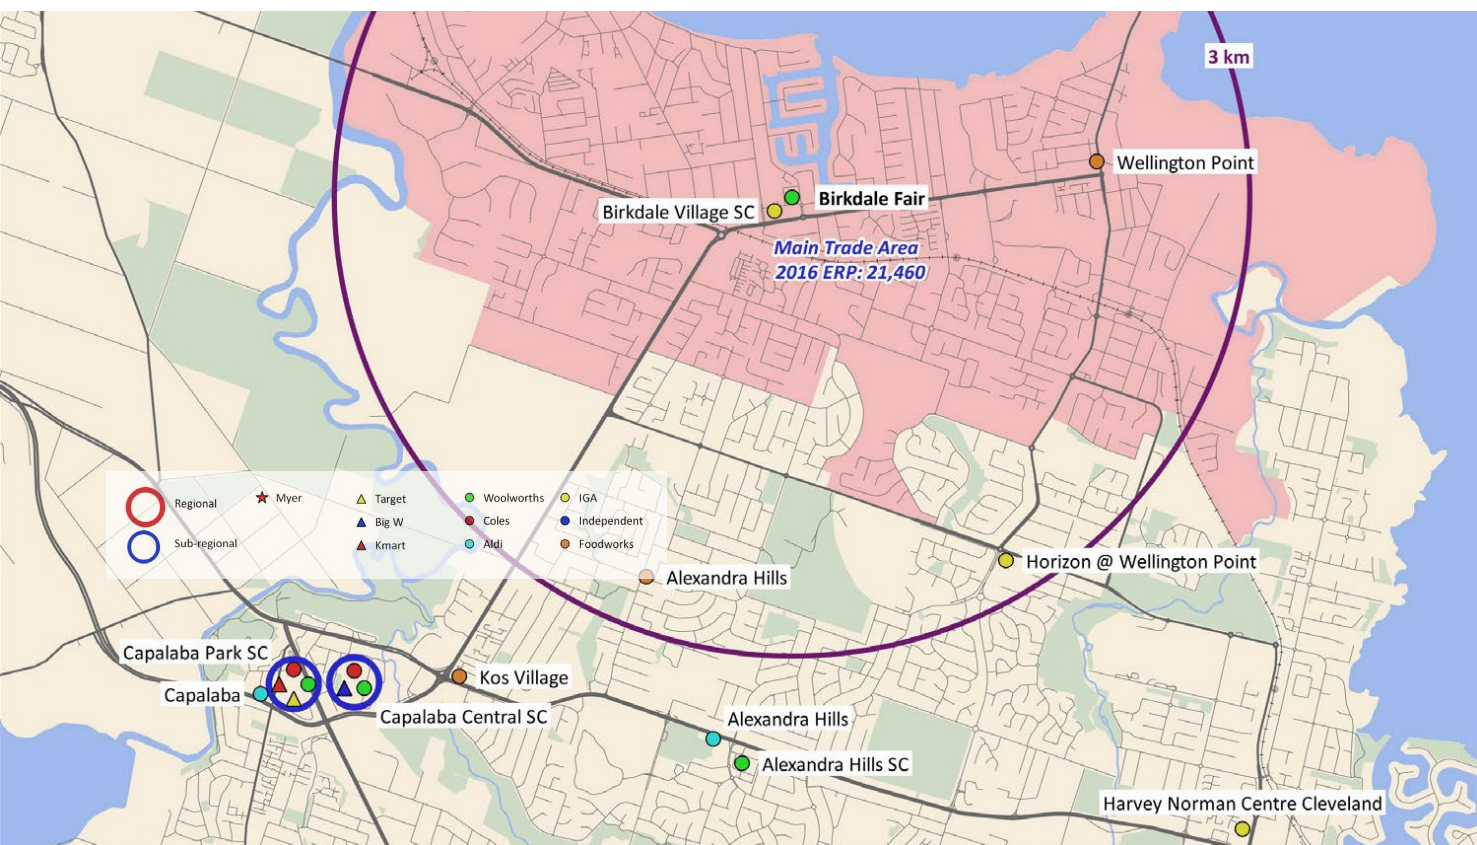 3 km
Wellington Point
Birkdale Fair
Birkdale Village SC
Main Trade Area
2016 ERP: 21,460
Regional
Myer
Target
Woolworths
IGA
Big W
Coles
Independent
Sub-regional
Kmart
Aldi
Foodworks
Horizon @ Wellington Point
Alexandra Hills
Capalaba Park SC
Kos Village
Capalaba
Capalaba Central SC
Alexandra Hills
Alexandra Hills SC
Harvey Norman Centre Cleveland